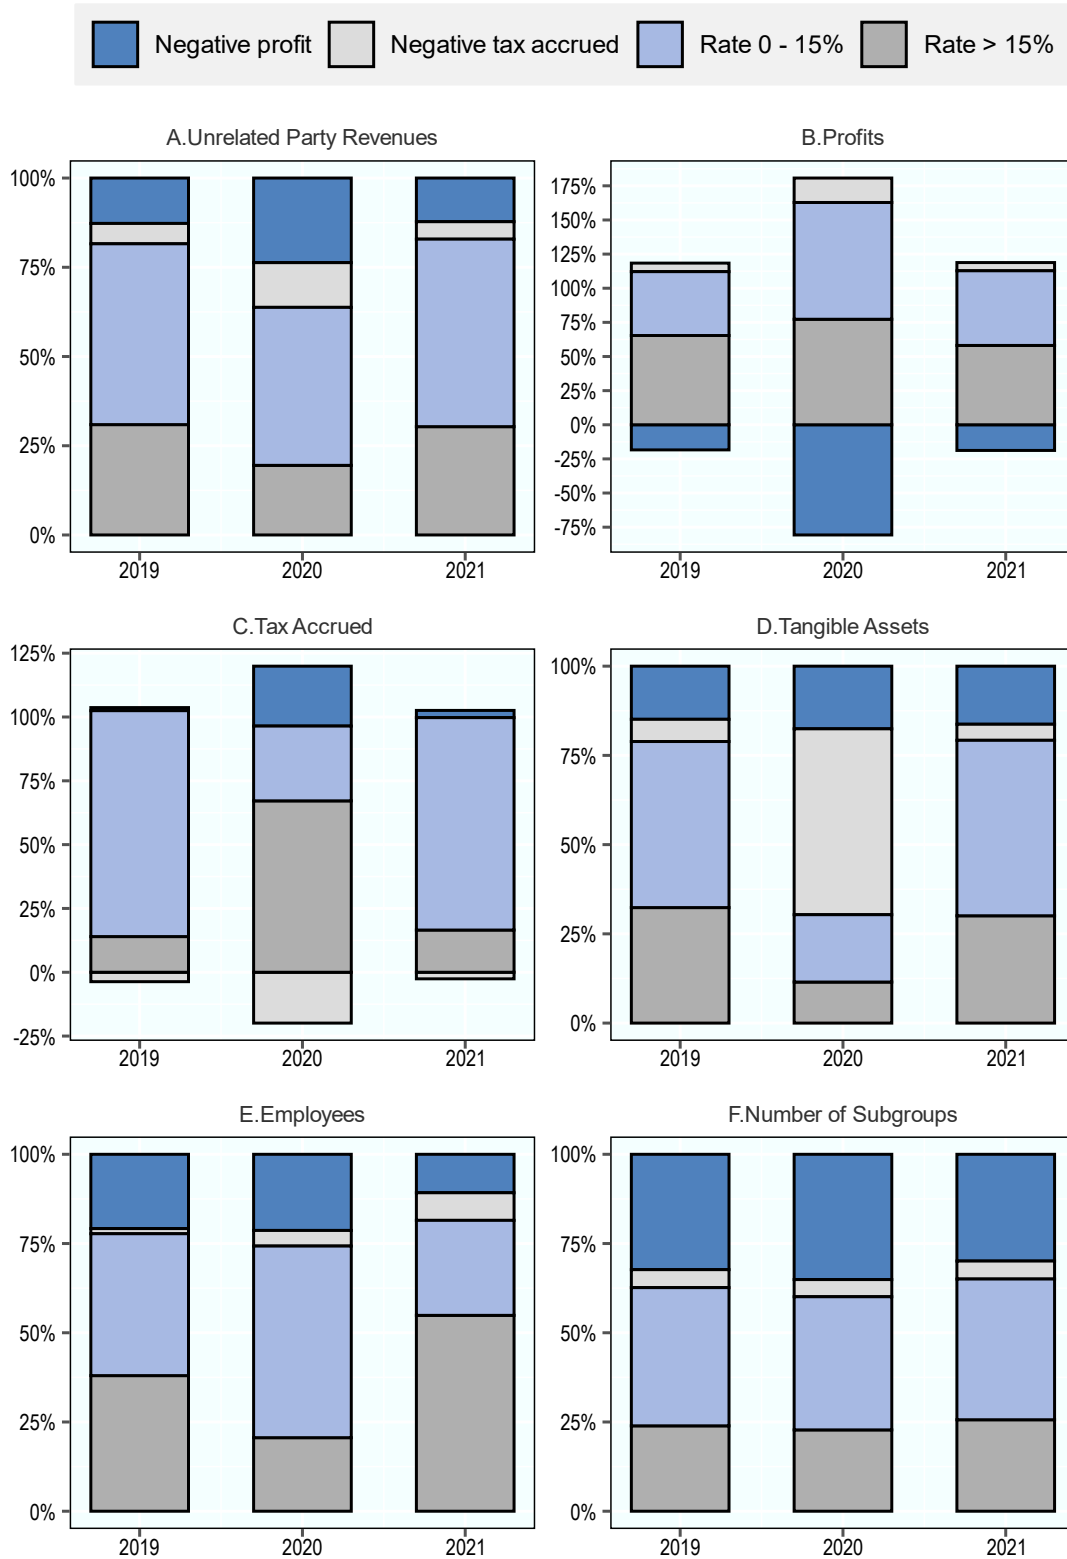 Negative profit Negative tax accrued Rate 0 - 15% Rate > 15%
A.Unrelated Party Revenues
100%
75%
50%
25%
0%
2019 2020 2021
B.Profits
175%
150%
125%
100%
75%
50%
25%
0%
-25%
-50%
-75%
2019 2020 2021
C.Tax Accrued
125%
100%
75%
50%
25%
0%
-25%
2019 2020 2021
D.Tangible Assets
100%
75%
50%
25%
0%
2019 2020 2021
E.Employees
100%
75%
50%
25%
0%
2019 2020 2021
F.Number of Subgroups
100%
75%
50%
25%
0%
2019 2020 2021